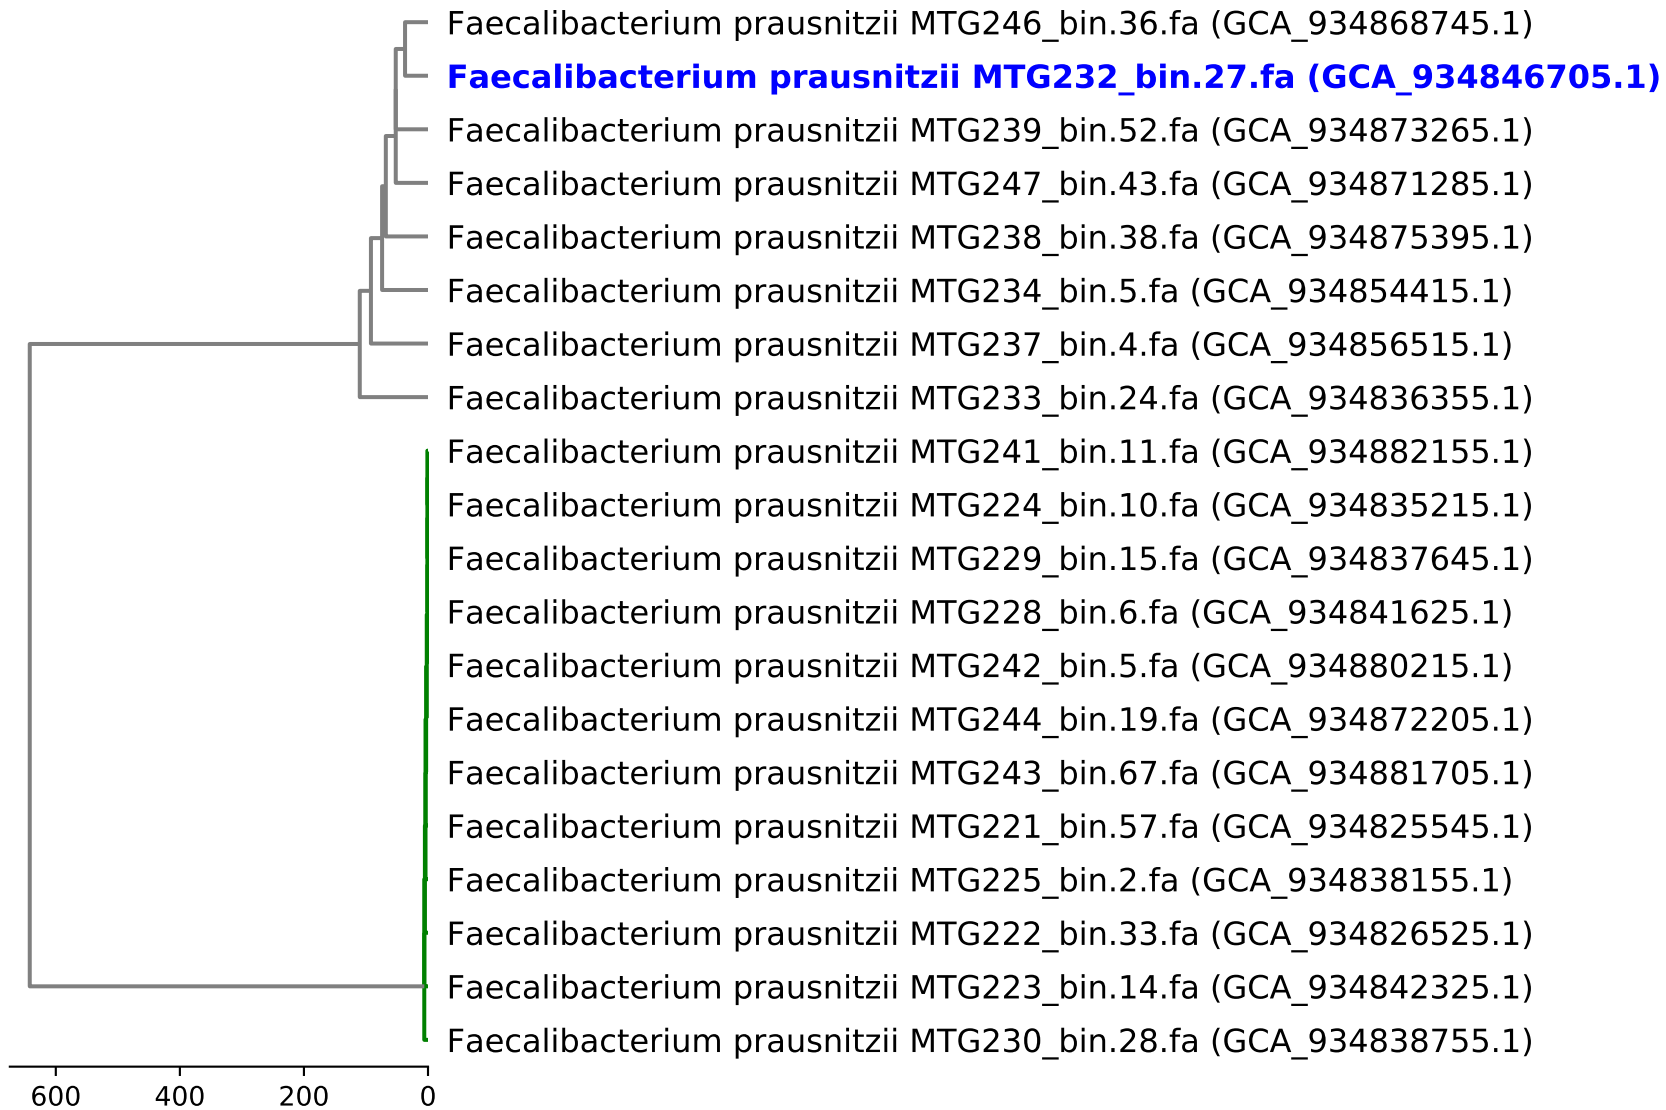 Faecalibacterium prausnitzii MTG246_bin.36.fa (GCA_934868745.1)
Faecalibacterium prausnitzii MTG232_bin.27.fa (GCA_934846705.1)
Faecalibacterium prausnitzii MTG239_bin.52.fa (GCA_934873265.1)
Faecalibacterium prausnitzii MTG247_bin.43.fa (GCA_934871285.1)
Faecalibacterium prausnitzii MTG238_bin.38.fa (GCA_934875395.1)
Faecalibacterium prausnitzii MTG234_bin.5.fa (GCA_934854415.1)
Faecalibacterium prausnitzii MTG237_bin.4.fa (GCA_934856515.1)
Faecalibacterium prausnitzii MTG233_bin.24.fa (GCA_934836355.1)
Faecalibacterium prausnitzii MTG241_bin.11.fa (GCA_934882155.1)
Faecalibacterium prausnitzii MTG224_bin.10.fa (GCA_934835215.1)
Faecalibacterium prausnitzii MTG229_bin.15.fa (GCA_934837645.1)
Faecalibacterium prausnitzii MTG228_bin.6.fa (GCA_934841625.1)
Faecalibacterium prausnitzii MTG242_bin.5.fa (GCA_934880215.1)
Faecalibacterium prausnitzii MTG244_bin.19.fa (GCA_934872205.1)
Faecalibacterium prausnitzii MTG243_bin.67.fa (GCA_934881705.1)
Faecalibacterium prausnitzii MTG221_bin.57.fa (GCA_934825545.1)
Faecalibacterium prausnitzii MTG225_bin.2.fa (GCA_934838155.1)
Faecalibacterium prausnitzii MTG222_bin.33.fa (GCA_934826525.1)
Faecalibacterium prausnitzii MTG223_bin.14.fa (GCA_934842325.1)
Faecalibacterium prausnitzii MTG230_bin.28.fa (GCA_934838755.1)
600 400 200 0